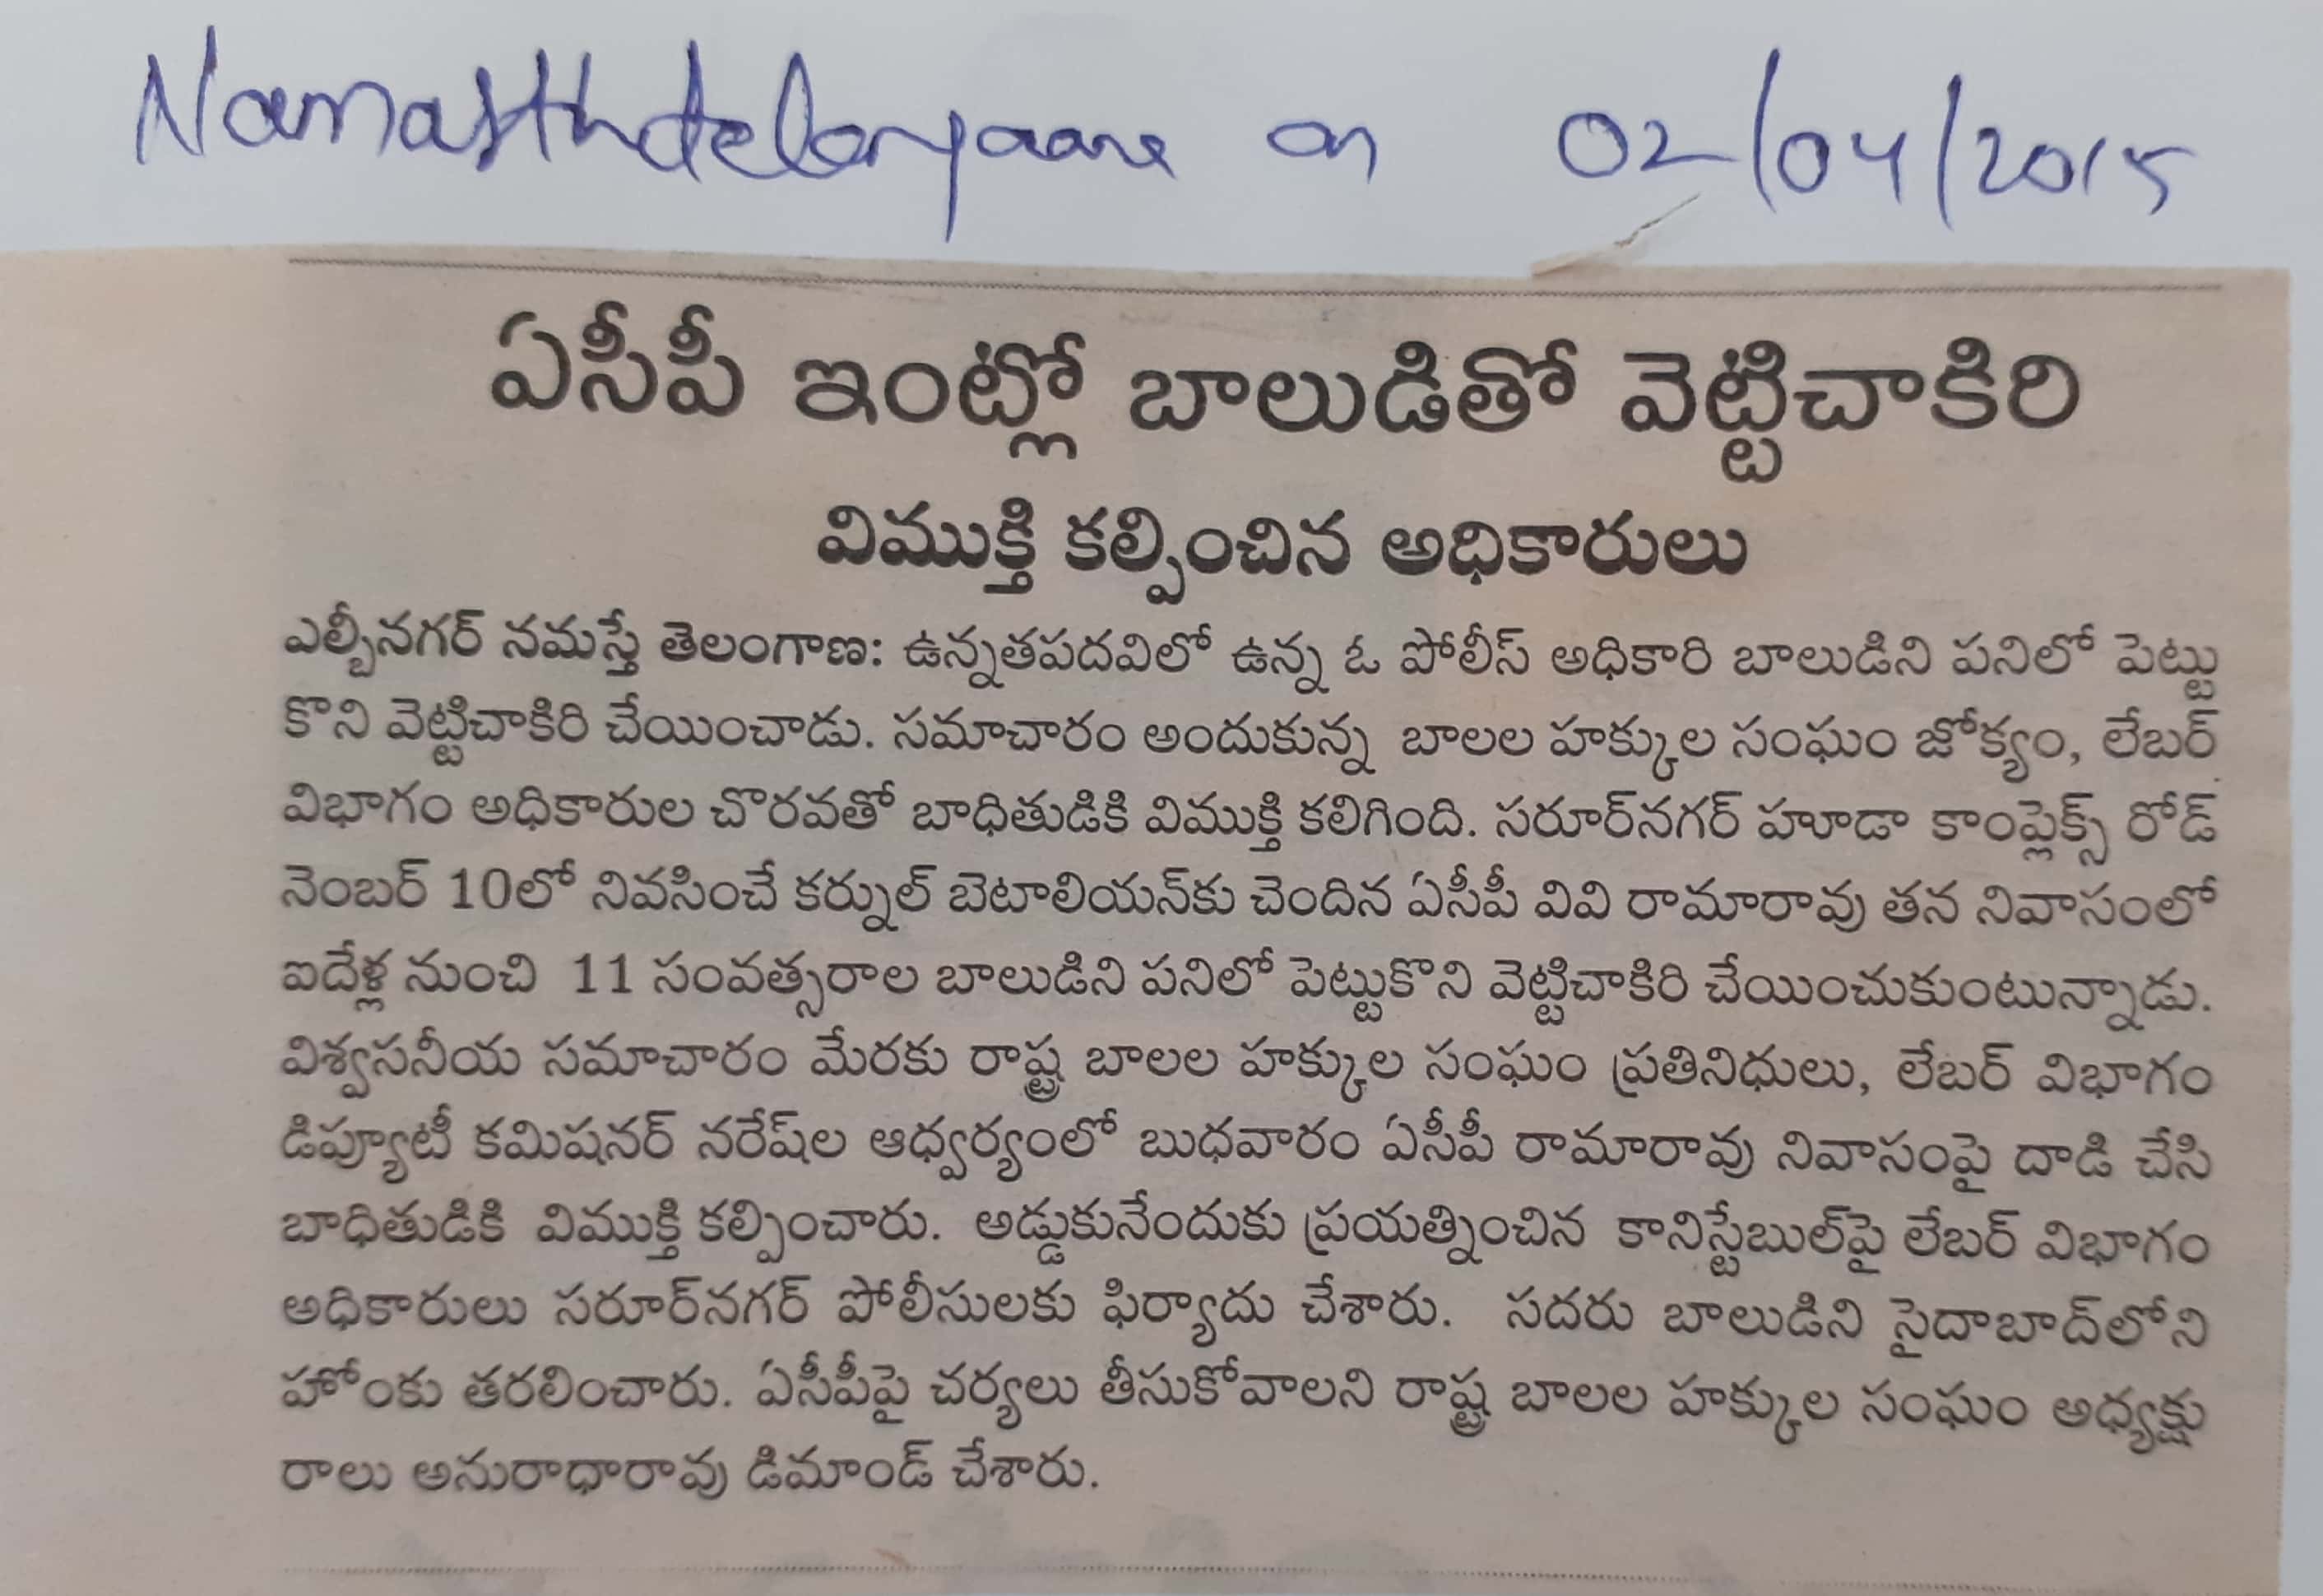 Namasthetelangaana on 02/04/2015
ఏసీపీ ఇంట్లో బాలుడితో వెట్టిచాకిరి
విముక్తి కల్పించిన అధికారులు
ఎల్బీనగర్ నమస్తే తెలంగాణ: ఉన్నతపదవిలో ఉన్న ఓ పోలీస్ అధికారి బాలుడిని పనిలో పెట్టు
కొని వెట్టిచాకిరి చేయించాడు. సమాచారం అందుకున్న బాలల హక్కుల సంఘం జోక్యం, లేబర్
విభాగం అధికారుల చొరవతో బాధితుడికి విముక్తి కలిగింది. సరూర్‌నగర్ హూడా కాంప్లెక్స్ రోడ్
నెంబర్ 10లో నివసించే కర్నుల్ బెటాలియన్‌కు చెందిన ఏసీపీ వివి రామారావు తన నివాసంలో
ఐదేళ్ల నుంచి 11 సంవత్సరాల బాలుడిని పనిలో పెట్టుకొని వెట్టిచాకిరి చేయించుకుంటున్నాడు.
విశ్వసనీయ సమాచారం మేరకు రాష్ట్ర బాలల హక్కుల సంఘం ప్రతినిధులు, లేబర్ విభాగం
డిప్యూటీ కమిషనర్ నరేష్‌ల ఆధ్వర్యంలో బుధవారం ఏసీపీ రామారావు నివాసంపై దాడి చేసి
బాధితుడికి విముక్తి కల్పించారు. అడ్డుకునేందుకు ప్రయత్నించిన కానిస్టేబుల్‌పై లేబర్ విభాగం
అధికారులు సరూర్‌నగర్ పోలీసులకు ఫిర్యాదు చేశారు. సదరు బాలుడిని సైదాబాద్‌లోని
హోంకు తరలించారు. ఏసీపీపై చర్యలు తీసుకోవాలని రాష్ట్ర బాలల హక్కుల సంఘం అధ్యక్షు
రాలు అనురాధారావు డిమాండ్ చేశారు.